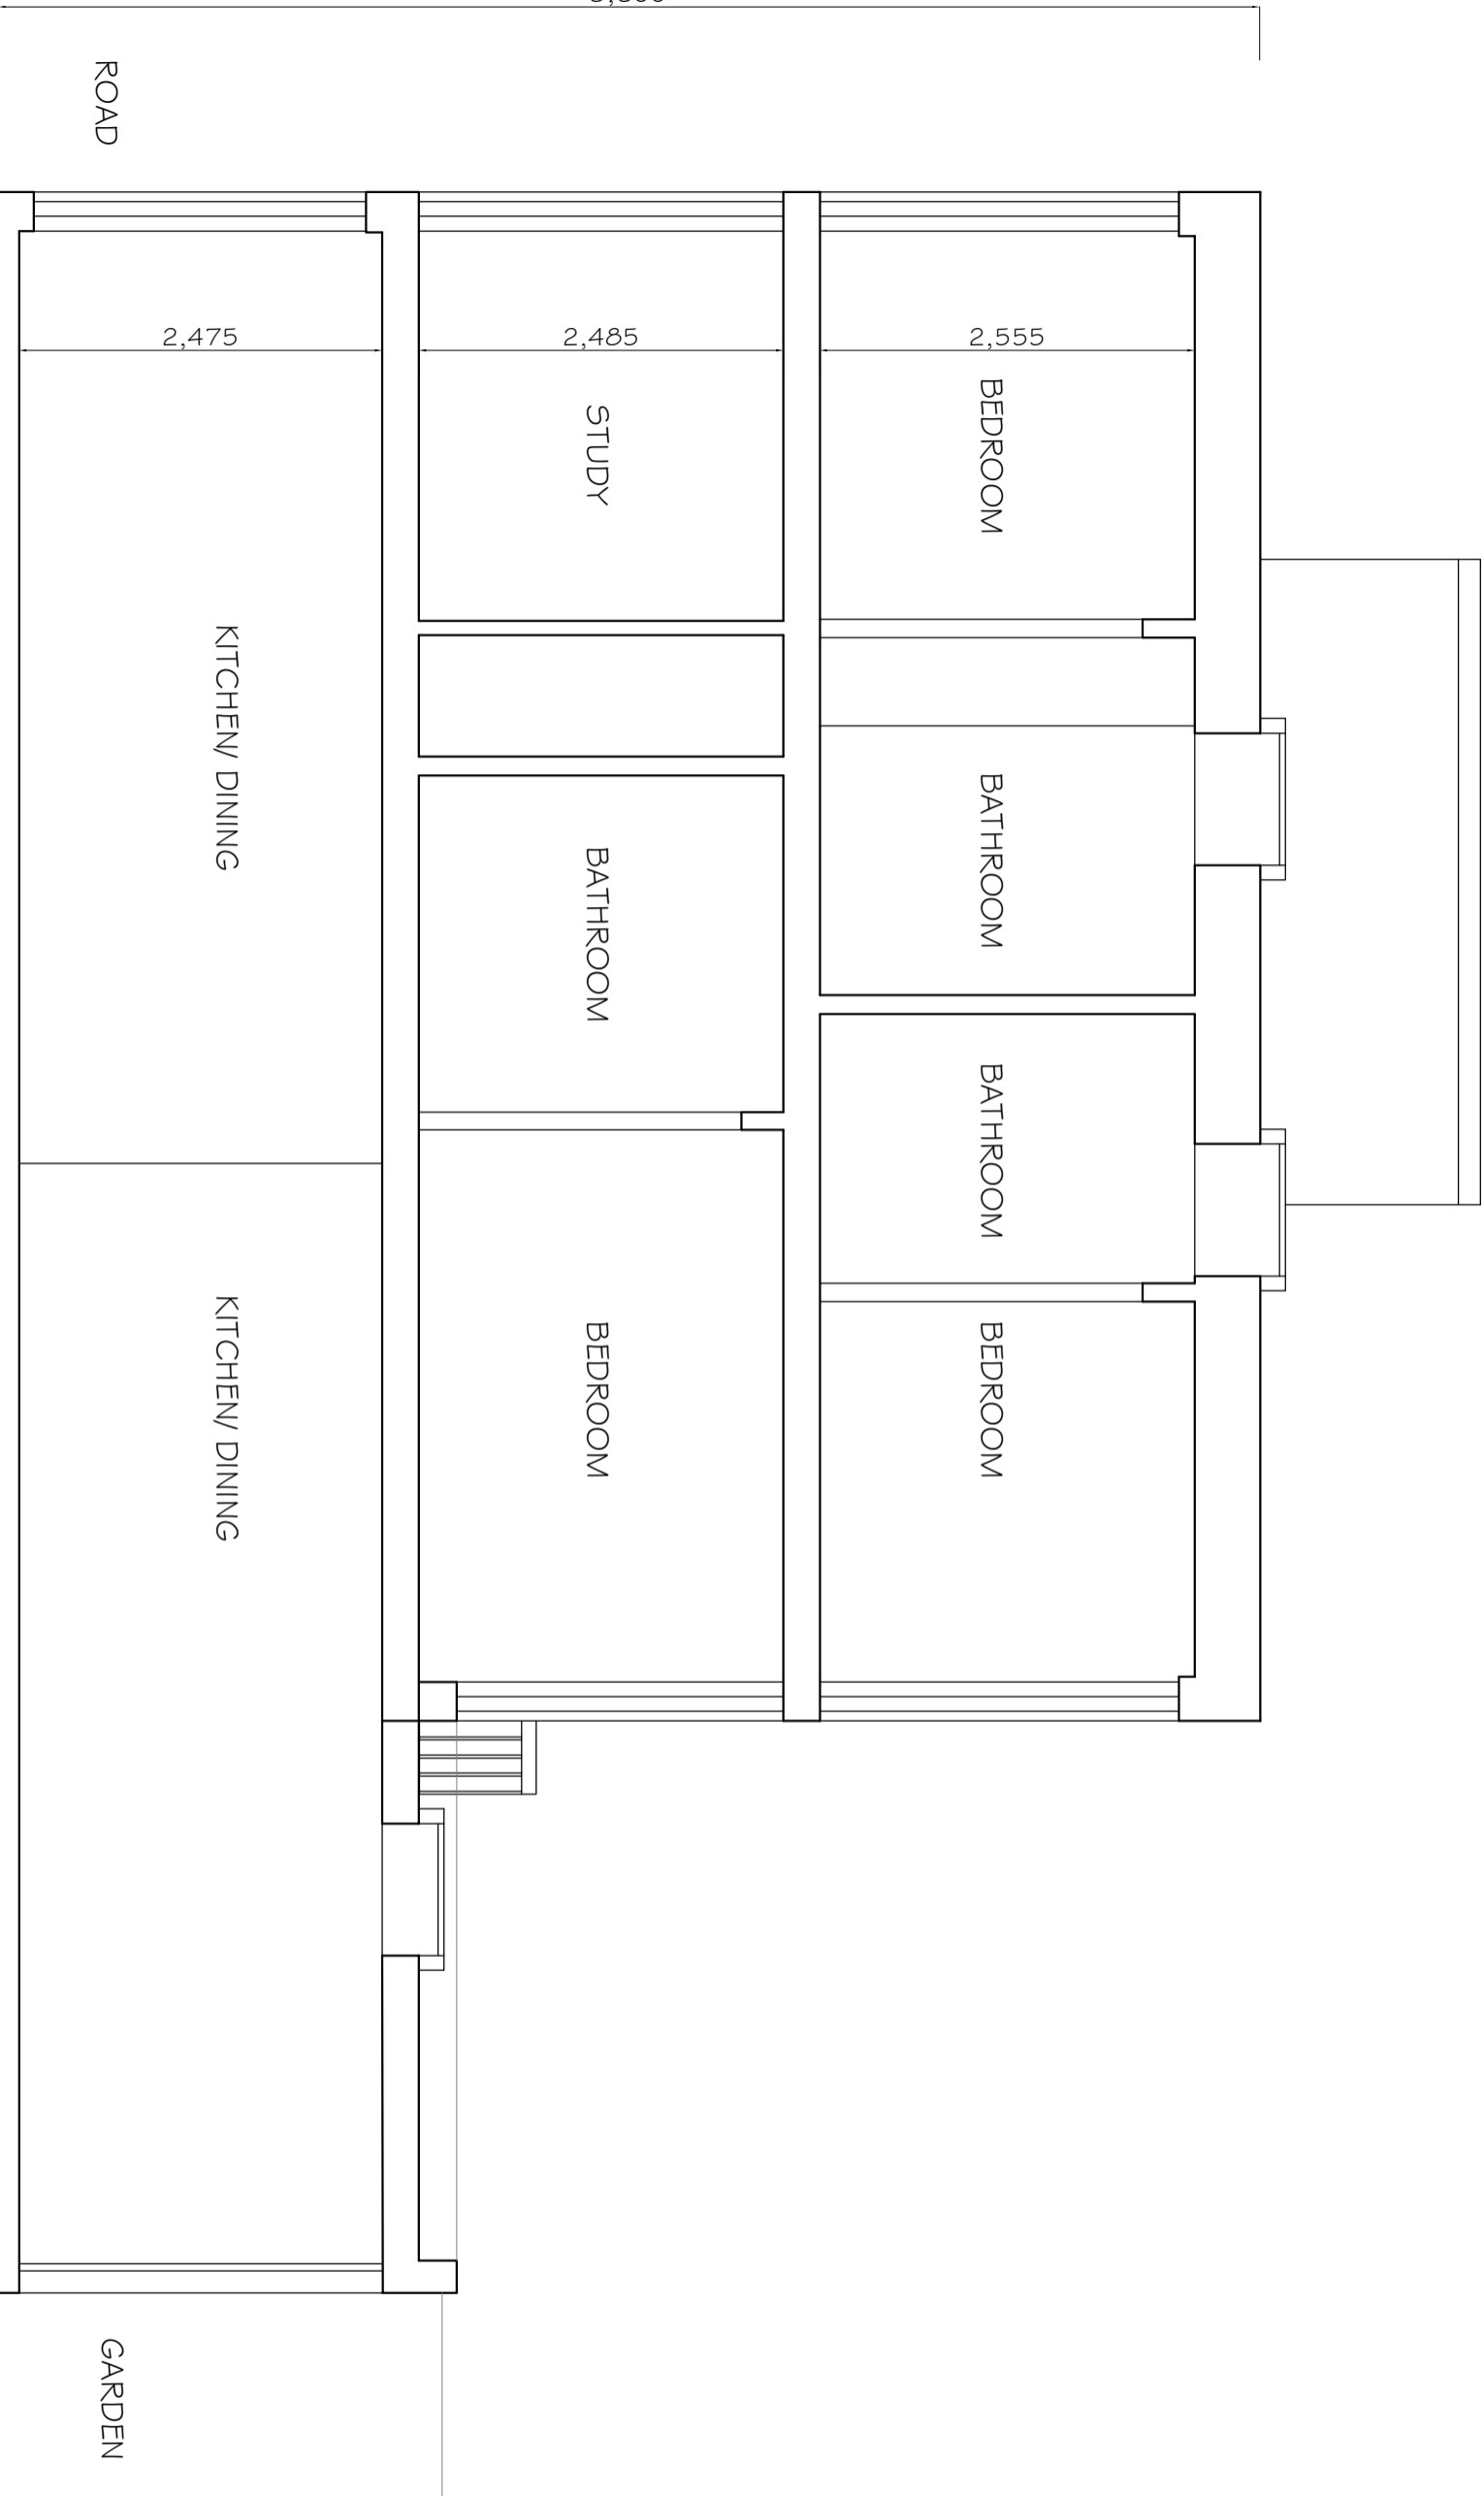 ROAD
2,475
2,485
2,555
STUDY
BEDROOM
KITCHEN/ DINING
BATHROOM
BATHROOM
BATHROOM
KITCHEN/ DINING
BEDROOM
BEDROOM
GARDEN